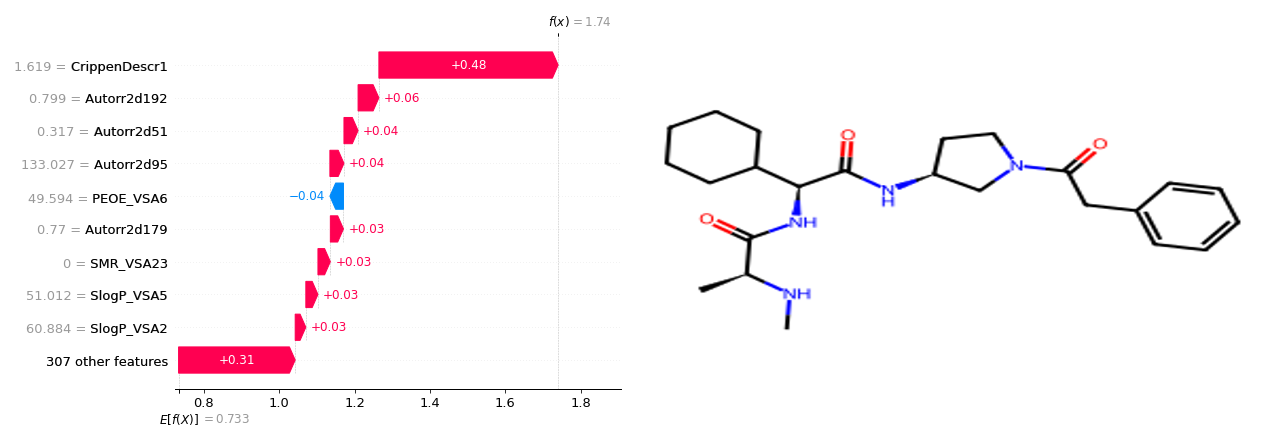 f(x) = 1.74
1.619 = CrippenDescr1
+0.48
0.799 = Autorr2d192
+0.06
0.317 = Autorr2d51
+0.04
133.027 = Autorr2d95
+0.04
49.594 = PEOE_VSA6
−0.04
0.77 = Autorr2d179
+0.03
0 = SMR_VSA23
+0.03
51.012 = SlogP_VSA5
+0.03
60.884 = SlogP_VSA2
+0.03
307 other features
+0.31
0.8 1.0 1.2 1.4 1.6 1.8
E[f(X)] = 0.733
O
O
N
N
H
O
NH
NH